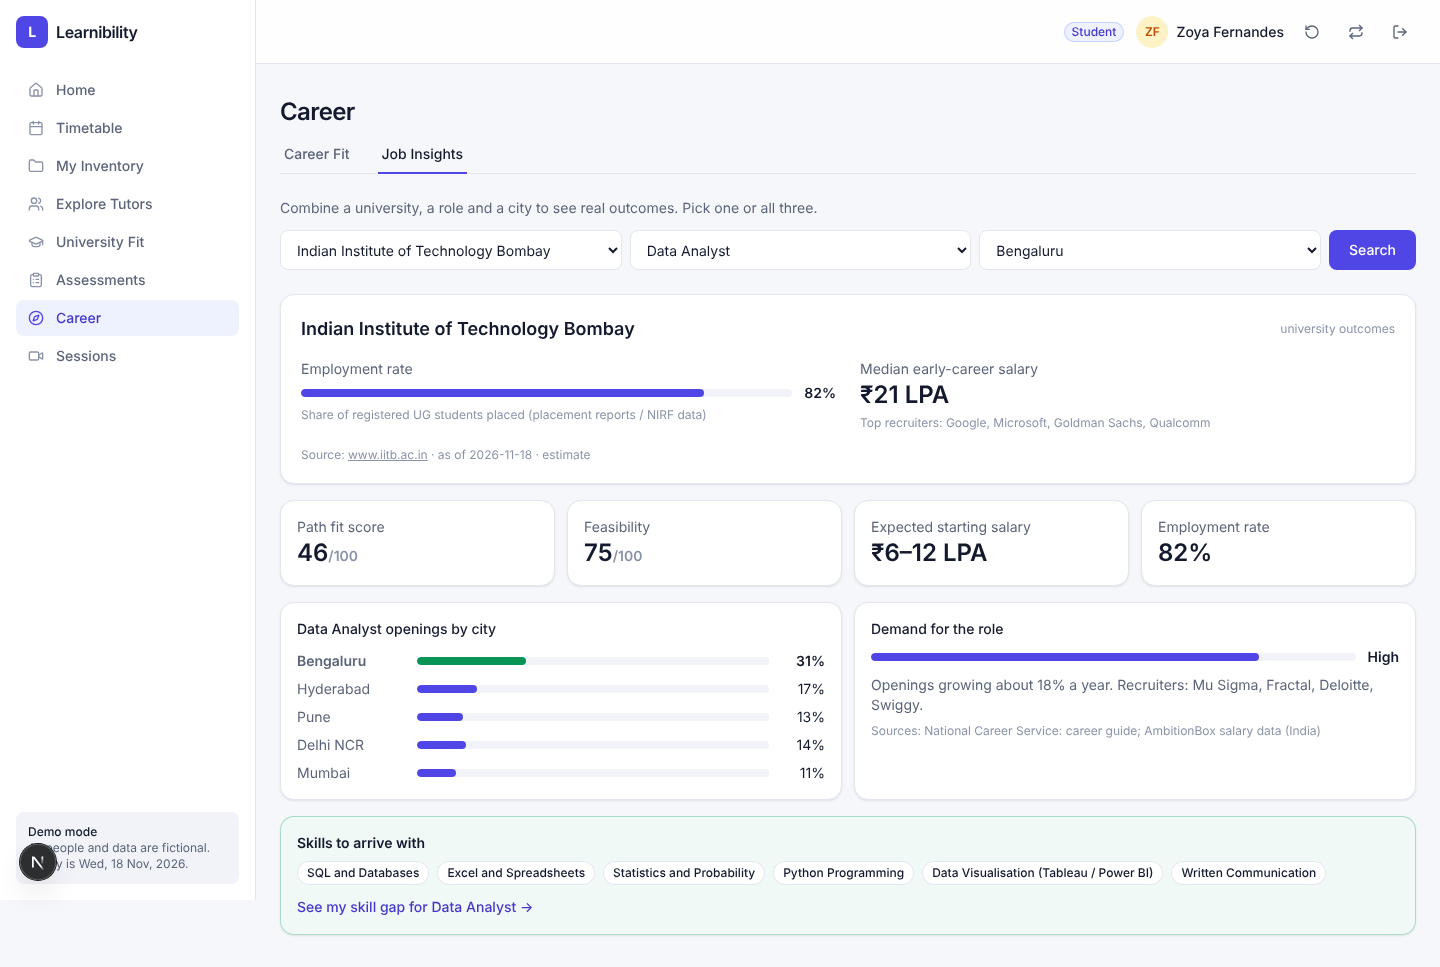 L
Learnibility
Student
ZF
Zoya Fernandes
Home
Timetable
My Inventory
Explore Tutors
University Fit
Assessments
Career
Sessions
Career
Career Fit
Job Insights
Combine a university, a role and a city to see real outcomes. Pick one or all three.
Indian Institute of Technology Bombay
Data Analyst
Bengaluru
Search
Indian Institute of Technology Bombay
university outcomes
Employment rate
82%
Share of registered UG students placed (placement reports / NIRF data)
Median early-career salary
₹21 LPA
Top recruiters: Google, Microsoft, Goldman Sachs, Qualcomm
Source: www.iitb.ac.in · as of 2026-11-18 · estimate
Path fit score
46/100
Feasibility
75/100
Expected starting salary
₹6–12 LPA
Employment rate
82%
Data Analyst openings by city
Bengaluru 31%
Hyderabad 17%
Pune 13%
Delhi NCR 14%
Mumbai 11%
Demand for the role
High
Openings growing about 18% a year. Recruiters: Mu Sigma, Fractal, Deloitte,
Swiggy.
Sources: National Career Service: career guide; AmbitionBox salary data (India)
Skills to arrive with
SQL and Databases
Excel and Spreadsheets
Statistics and Probability
Python Programming
Data Visualisation (Tableau / Power BI)
Written Communication
See my skill gap for Data Analyst →
Demo mode
people and data are fictional.
is Wed, 18 Nov, 2026.
N